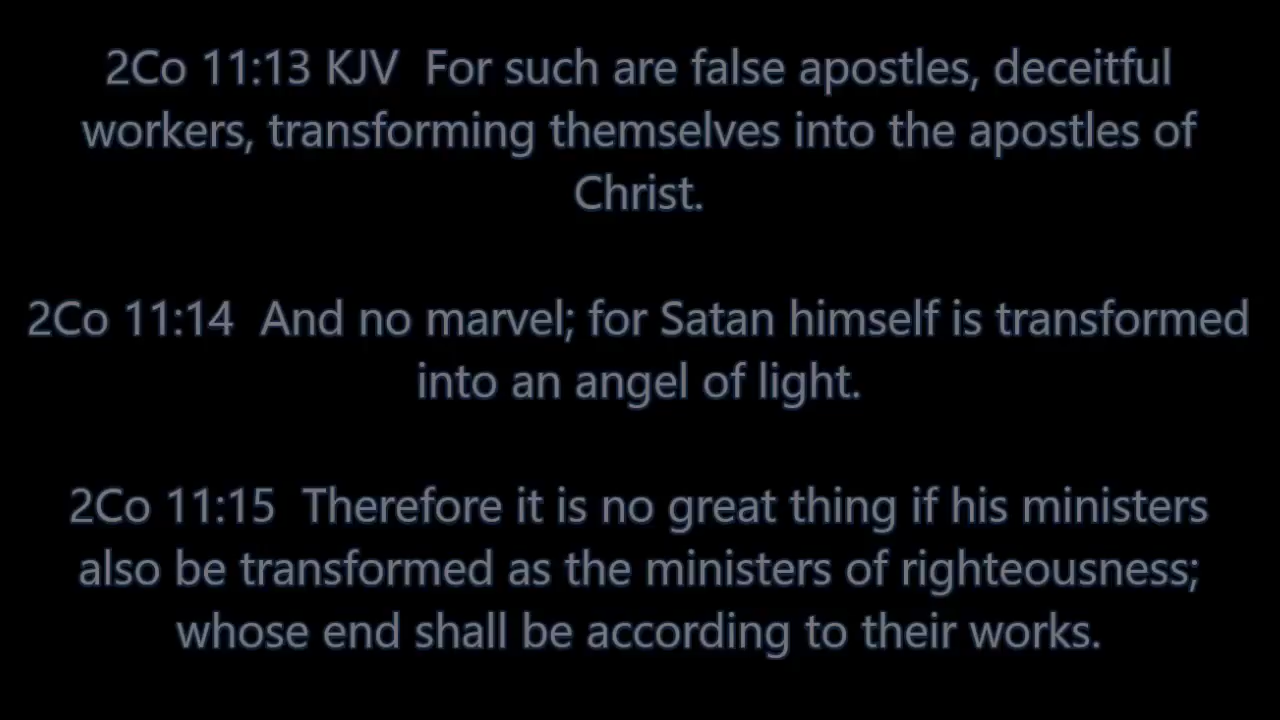 2Co 11:13 KJV  For such are false apostles, deceitful
workers, transforming themselves into the apostles of
Christ.
2Co 11:14  And no marvel; for Satan himself is transformed
into an angel of light.
2Co 11:15  Therefore it is no great thing if his ministers
also be transformed as the ministers of righteousness;
whose end shall be according to their works.